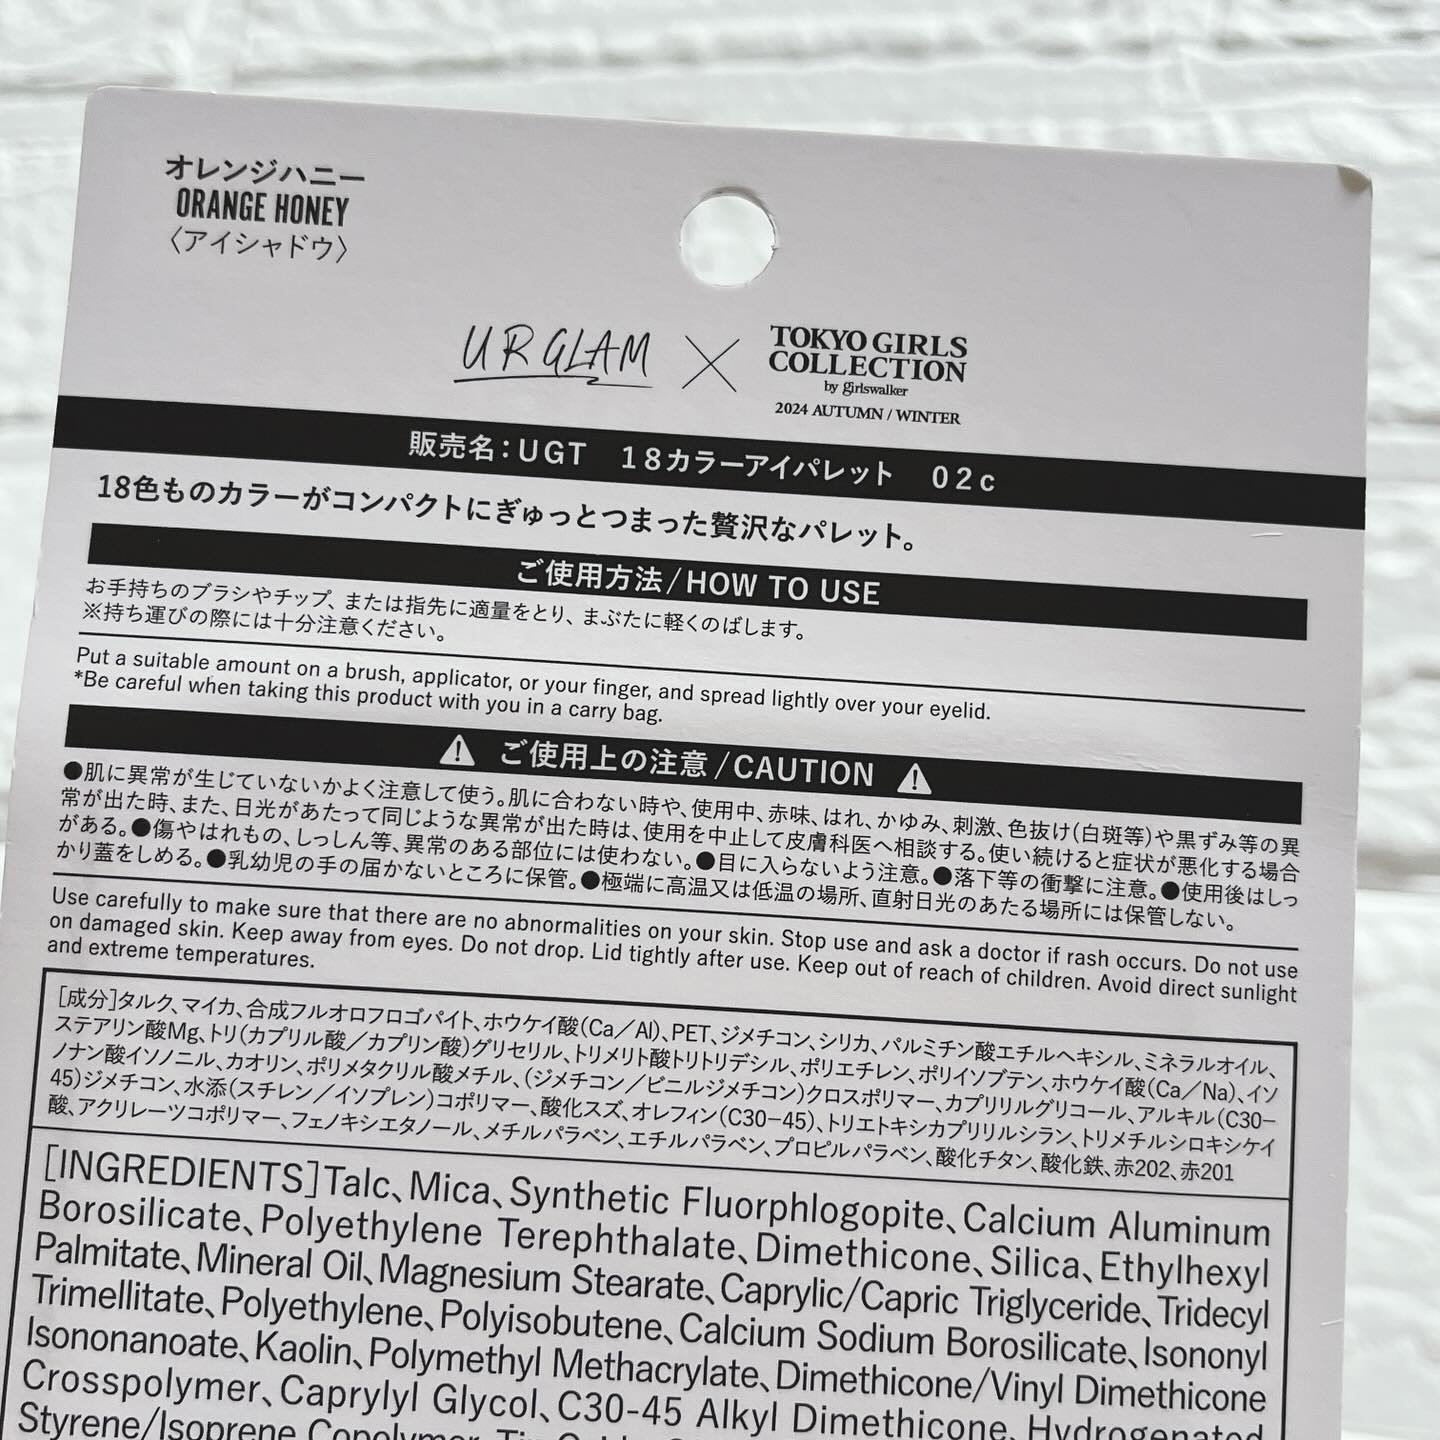 オレンジハニー
ORANGE HONEY
〈アイシャドウ〉
UR GLAM × TOKYO GIRLS
COLLECTION
by girlswalker
2024 AUTUMN / WINTER
販売名：UGT　18カラーアイパレット　02c
18色ものカラーがコンパクトにぎゅっとつまった贅沢なパレット。
ご使用方法/HOW TO USE
お手持ちのブラシやチップ、または指先に適量をとり、まぶたに軽くのばします。
※持ち運びの際には十分注意ください。
Put a suitable amount on a brush, applicator, or your finger, and spread lightly over your eyelid.
*Be careful when taking this product with you in a carry bag.
⚠ ご使用上の注意/CAUTION ⚠
●肌に異常が生じていないかよく注意して使う。肌に合わない時や、使用中、赤味、はれ、かゆみ、刺激、色抜け(白斑等)や黒ずみ等の異
常が出た時、また、日光があたって同じような異常が出た時は、使用を中止して皮膚科医へ相談する。使い続けると症状が悪化する場合
がある。●傷やはれもの、しっしん等、異常のある部位には使わない。●目に入らないよう注意。●落下等の衝撃に注意。●使用後はしっ
かり蓋をしめる。●乳幼児の手の届かないところに保管。●極端に高温又は低温の場所、直射日光のあたる場所には保管しない。
Use carefully to make sure that there are no abnormalities on your skin. Stop use and ask a doctor if rash occurs. Do not use
on damaged skin. Keep away from eyes. Do not drop. Lid tightly after use. Keep out of reach of children. Avoid direct sunlight
and extreme temperatures.
[成分]タルク、マイカ、合成フルオロフロゴパイト、ホウケイ酸(Ca／Al)、PET、ジメチコン、シリカ、パルミチン酸エチルヘキシル、ミネラルオイル、
ステアリン酸Mg、トリ(カプリル酸／カプリン酸)グリセリル、トリメリト酸トリトリデシル、ポリエチレン、ポリイソブテン、ホウケイ酸(Ca／Na)、イソ
ノナン酸イソノニル、カオリン、ポリメタクリル酸メチル、(ジメチコン／ビニルジメチコン)クロスポリマー、カプリリルグリコール、アルキル(C30−
45)ジメチコン、水添(スチレン／イソプレン)コポリマー、酸化スズ、オレフィン(C30−45)、トリエトキシカプリリルシラン、トリメチルシロキシケイ
酸、アクリレーツコポリマー、フェノキシエタノール、メチルパラベン、エチルパラベン、プロピルパラベン、酸化チタン、酸化鉄、赤202、赤201
[INGREDIENTS]Talc、Mica、Synthetic Fluorphlogopite、Calcium Aluminum
Borosilicate、Polyethylene Terephthalate、Dimethicone、Silica、Ethylhexyl
Palmitate、Mineral Oil、Magnesium Stearate、Caprylic/Capric Triglyceride、Tridecyl
Trimellitate、Polyethylene、Polyisobutene、Calcium Sodium Borosilicate、Isononyl
Isononanoate、Kaolin、Polymethyl Methacrylate、Dimethicone/Vinyl Dimethicone
Crosspolymer、Caprylyl Glycol、C30-45 Alkyl Dimethicone、Hydrogenated
Styrene/Isoprene Copolymer、